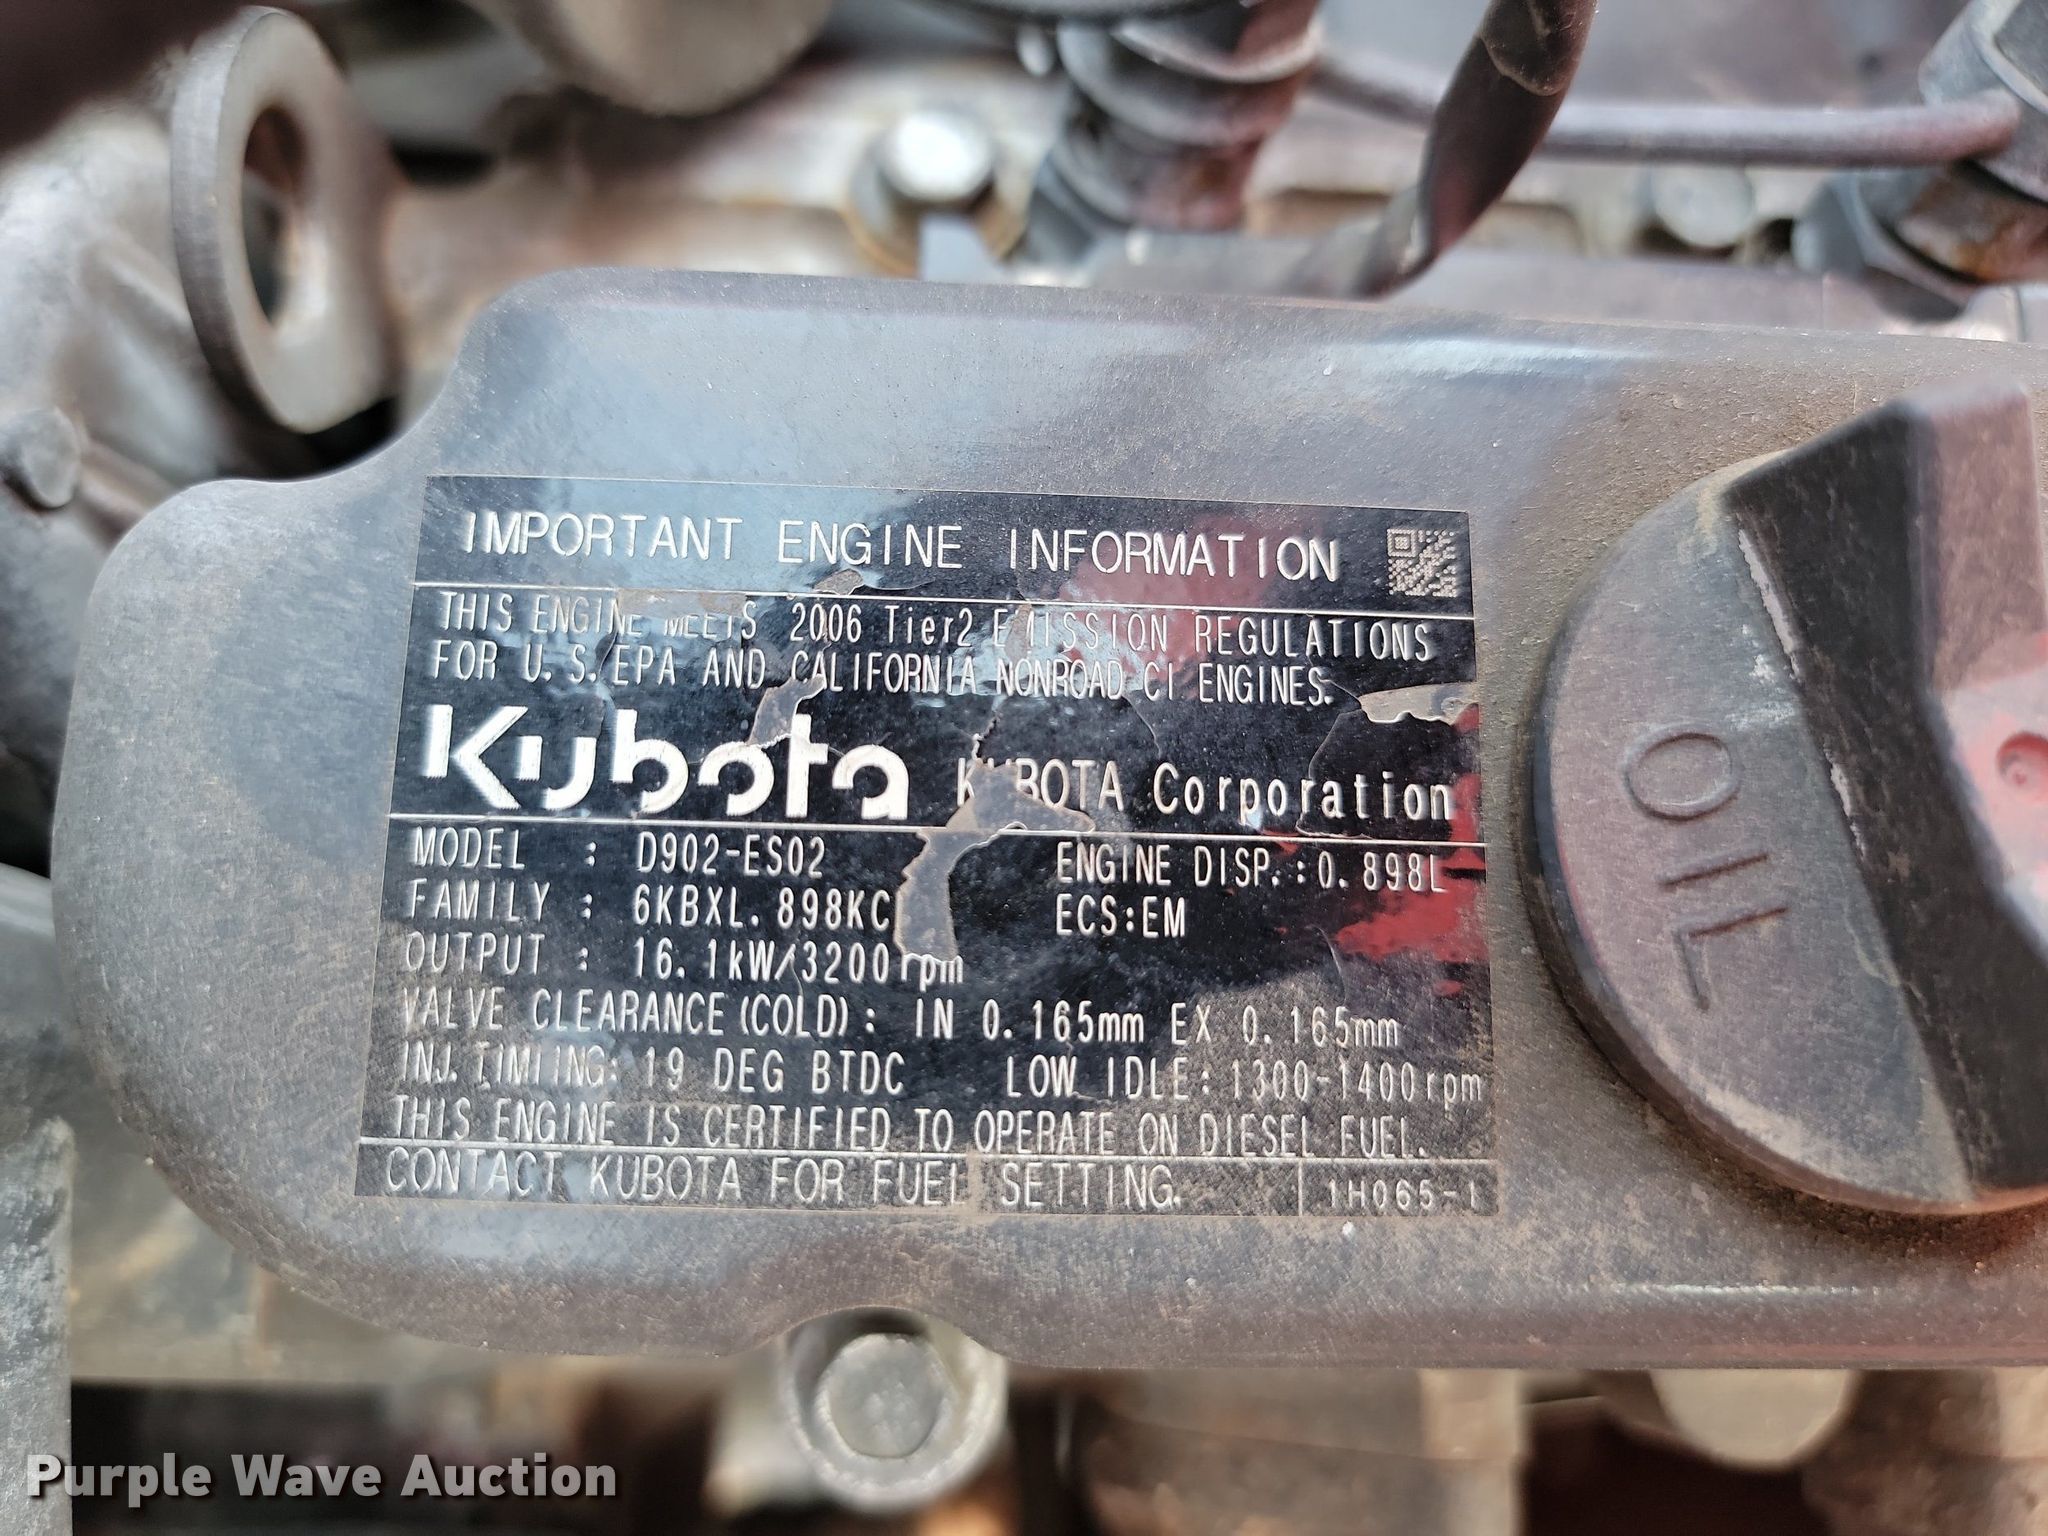 IMPORTANT ENGINE INFORMATION
THIS ENGINE MEETS 2006 Tier2 EMISSION REGULATIONS
FOR U.S.EPA AND CALIFORNIA NONROAD CI ENGINES.
Kubota KUBOTA Corporation
MODEL : D902-ES02 ENGINE DISP.:0.898L
FAMILY : 6KBXL.898KC ECS:EM
OUTPUT : 16.1kW/3200rpm
VALVE CLEARANCE(COLD): IN 0.165mm EX 0.165mm
INJ.TIMIING: 19 DEG BTDC LOW IDLE:1300-1400rpm
THIS ENGINE IS CERTIFIED TO OPERATE ON DIESEL FUEL.
CONTACT KUBOTA FOR FUEL SETTING. 1H065-1
OIL
Purple Wave Auction